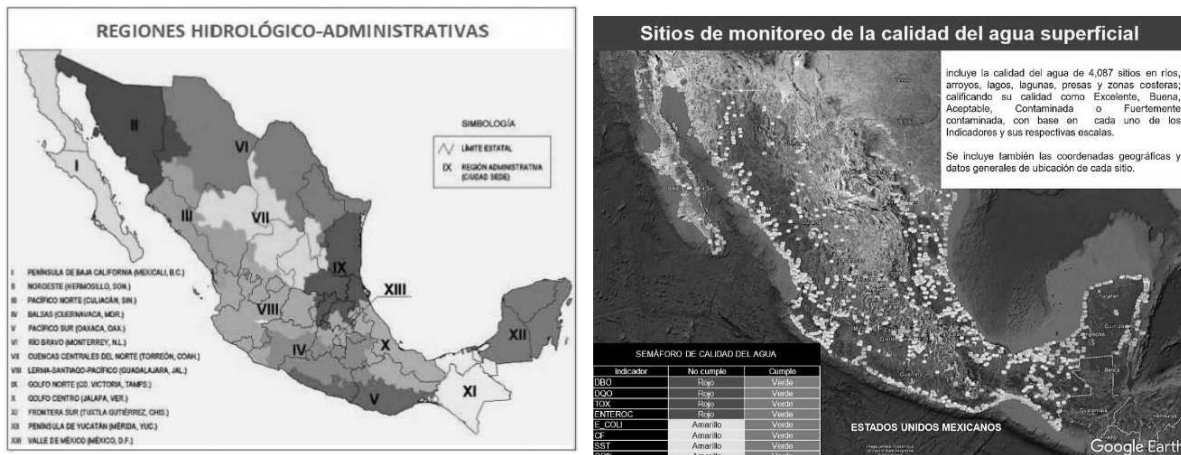 REGIONES HIDROLÓGICO-ADMINISTRATIVAS
SIMBOLOGÍA
LÍMITE ESTATAL
IX REGIÓN ADMINISTRATIVA
(CIUDAD SEDE)
I
II
III
IV
V
VI
VII
VIII
IX
X
XI
XII
XIII
I PENÍNSULA DE BAJA CALIFORNIA (MEXICALI, B.C.)
II NOROESTE (HERMOSILLO, SON.)
III PACÍFICO NORTE (CULIACÁN, SIN.)
IV BALSAS (CUERNAVACA, MOR.)
V PACÍFICO SUR (OAXACA, OAX.)
VI RÍO BRAVO (MONTERREY, N.L.)
VII CUENCAS CENTRALES DEL NORTE (TORREÓN, COAH.)
VIII LERMA-SANTIAGO-PACÍFICO (GUADALAJARA, JAL.)
IX GOLFO NORTE (CD. VICTORIA, TAMPS.)
X GOLFO CENTRO (JALAPA, VER.)
XI FRONTERA SUR (TUXTLA GUTIÉRREZ, CHIS.)
XII PENÍNSULA DE YUCATÁN (MÉRIDA, YUC.)
XIII VALLE DE MÉXICO (MÉXICO, D.F.)
Sitios de monitoreo de la calidad del agua superficial
incluye la calidad del agua de 4,087 sitios en ríos,
arroyos, lagos, lagunas, presas y zonas costeras;
calificando su calidad como Excelente, Buena,
Aceptable, Contaminada o Fuertemente
contaminada, con base en cada uno de los
Indicadores y sus respectivas escalas.
Se incluye también las coordenadas geográficas y
datos generales de ubicación de cada sitio.
SEMÁFORO DE CALIDAD DEL AGUA
Indicador No cumple Cumple
DBO Rojo Verde
DQO Rojo Verde
TOX Rojo Verde
ENTEROC Rojo Verde
E_COLI Amarillo Verde
CF Amarillo Verde
SST Amarillo Verde
ESTADOS UNIDOS MEXICANOS
Google Earth